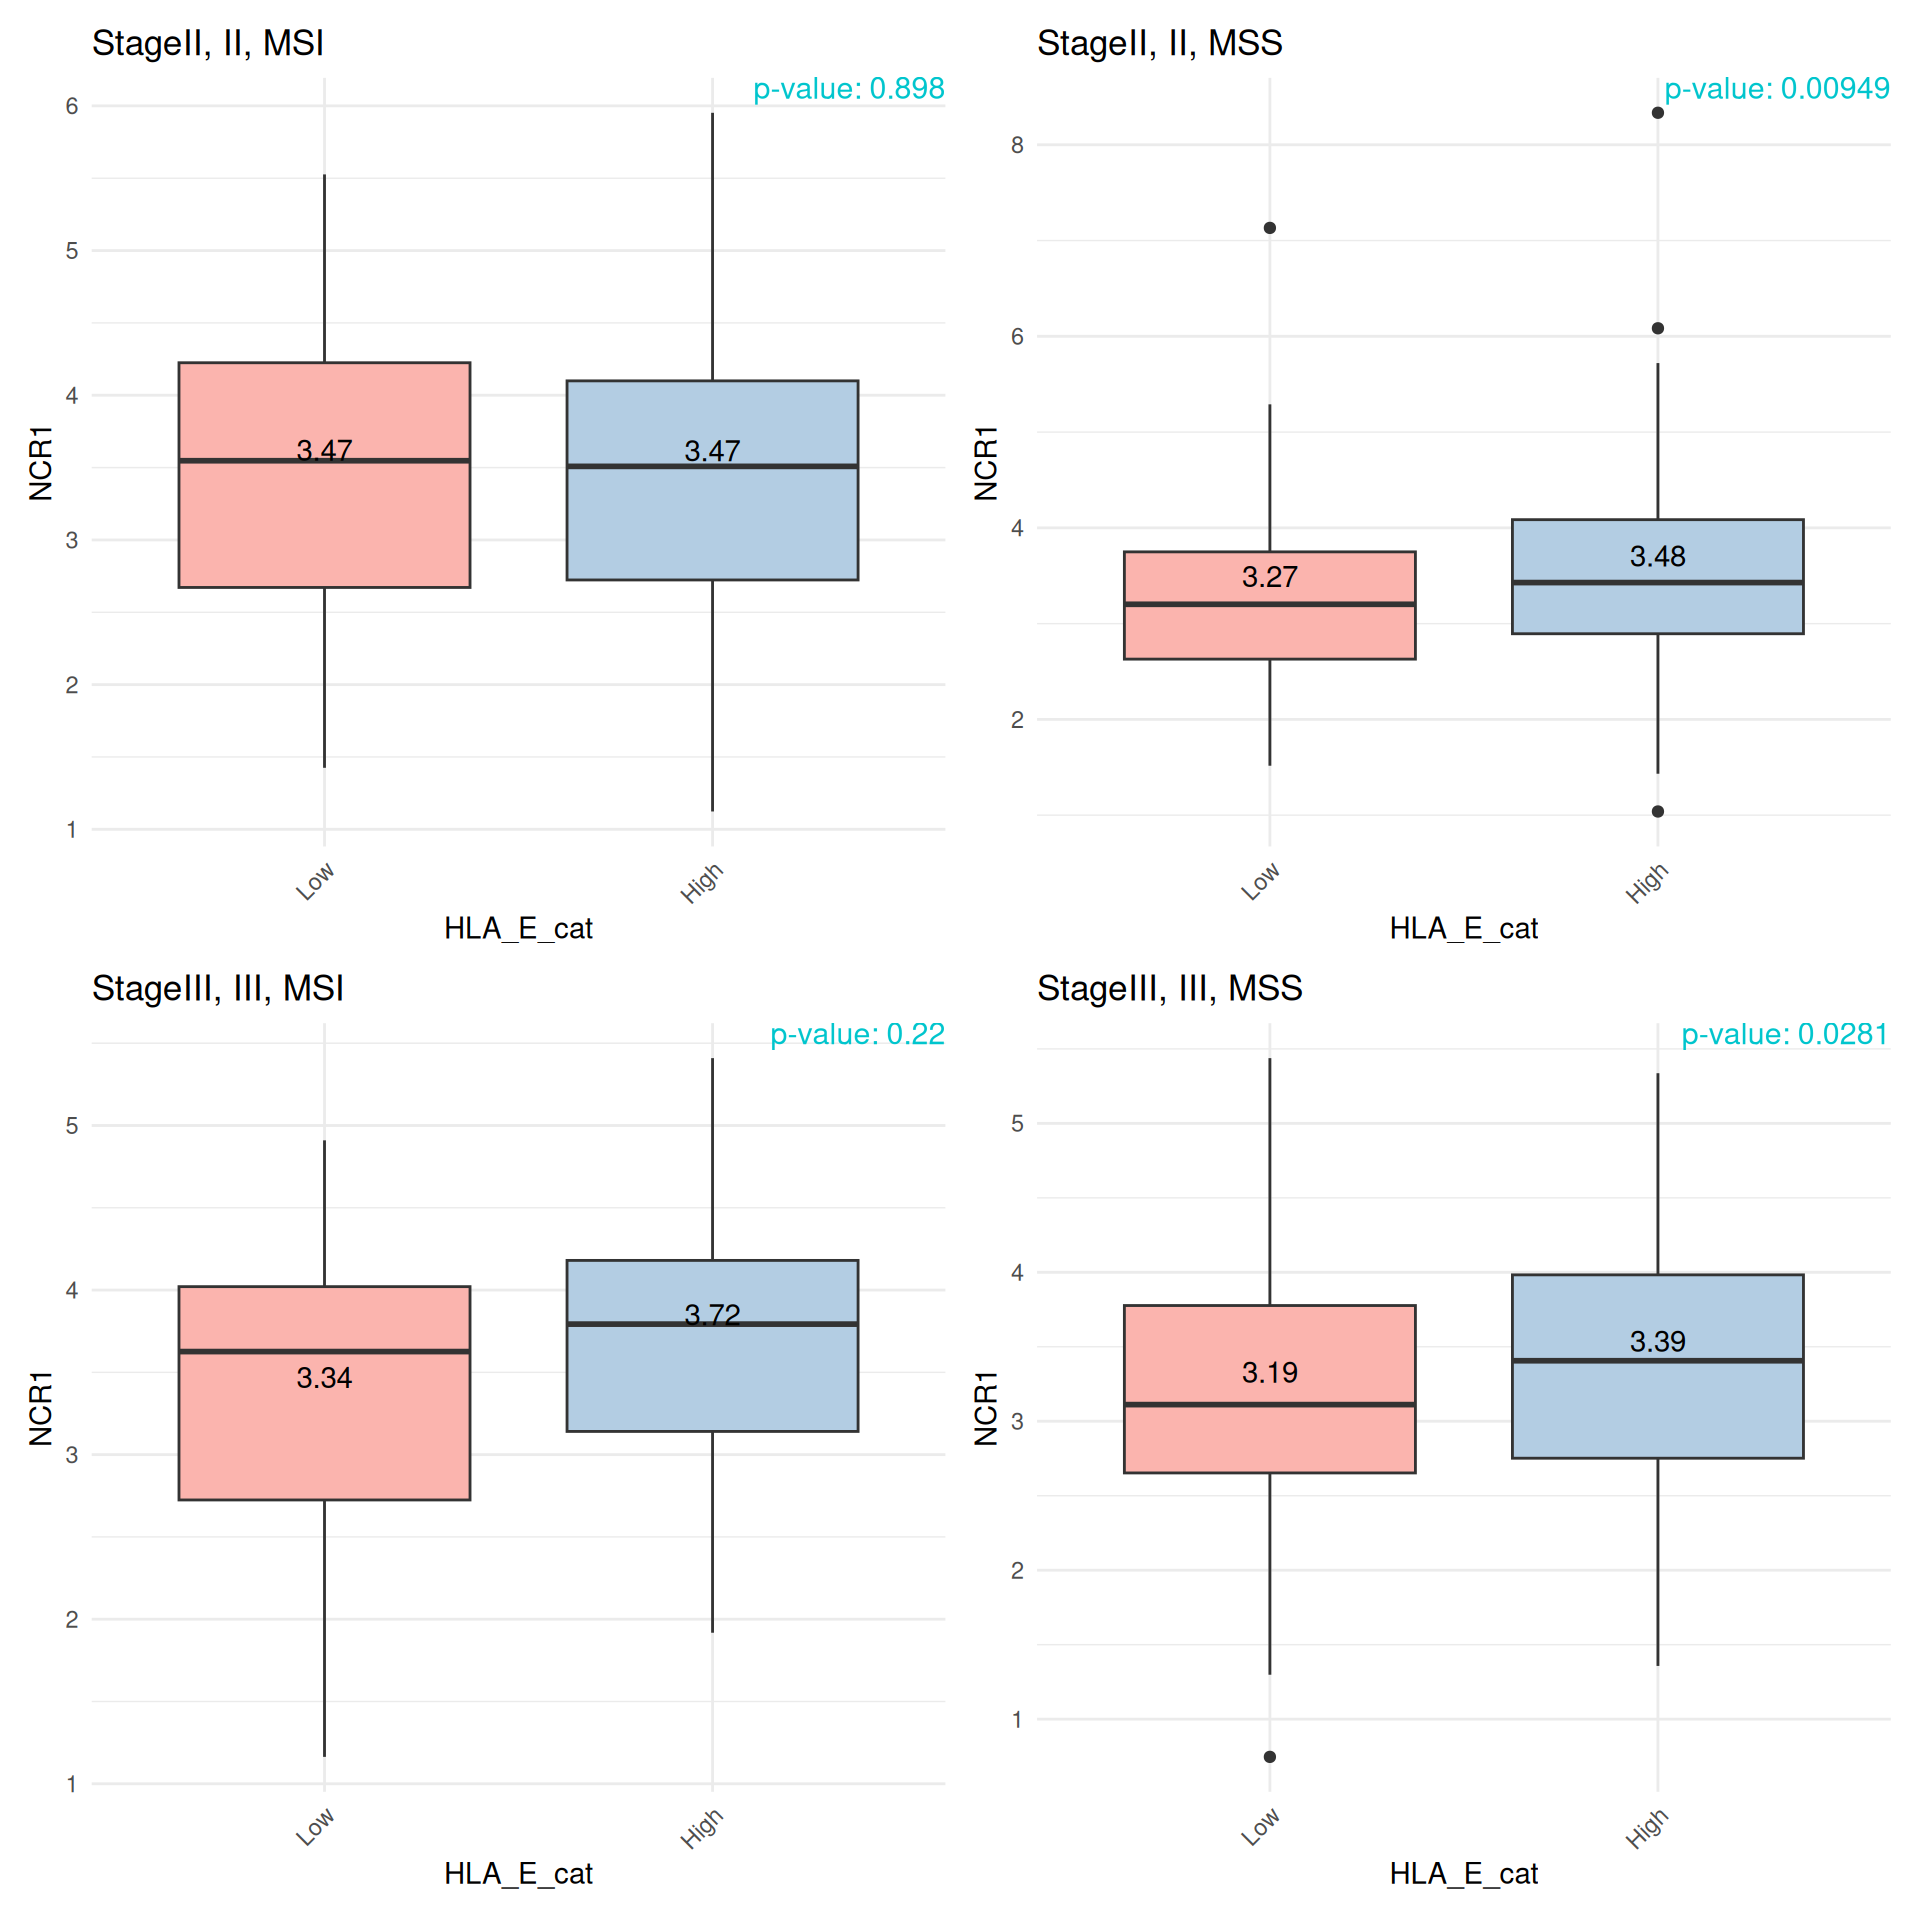 StageII, II, MSI
p-value: 0.898
6
5
4
3
2
1
NCR1
3.47
3.47
Low
High
HLA_E_cat
StageII, II, MSS
p-value: 0.00949
8
6
4
2
NCR1
3.27
3.48
Low
High
HLA_E_cat
StageIII, III, MSI
p-value: 0.22
5
4
3
2
1
NCR1
3.34
3.72
Low
High
HLA_E_cat
StageIII, III, MSS
p-value: 0.0281
5
4
3
2
1
NCR1
3.19
3.39
Low
High
HLA_E_cat